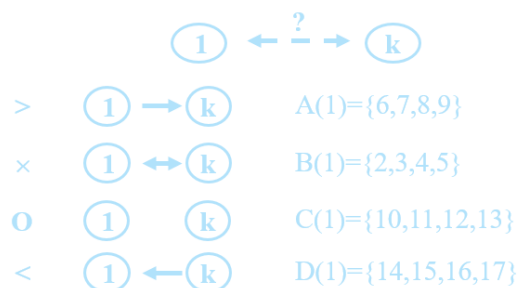 ?
1 k
> 1 k A(1)={6,7,8,9}
× 1 k B(1)={2,3,4,5}
O 1 k C(1)={10,11,12,13}
< 1 k D(1)={14,15,16,17}